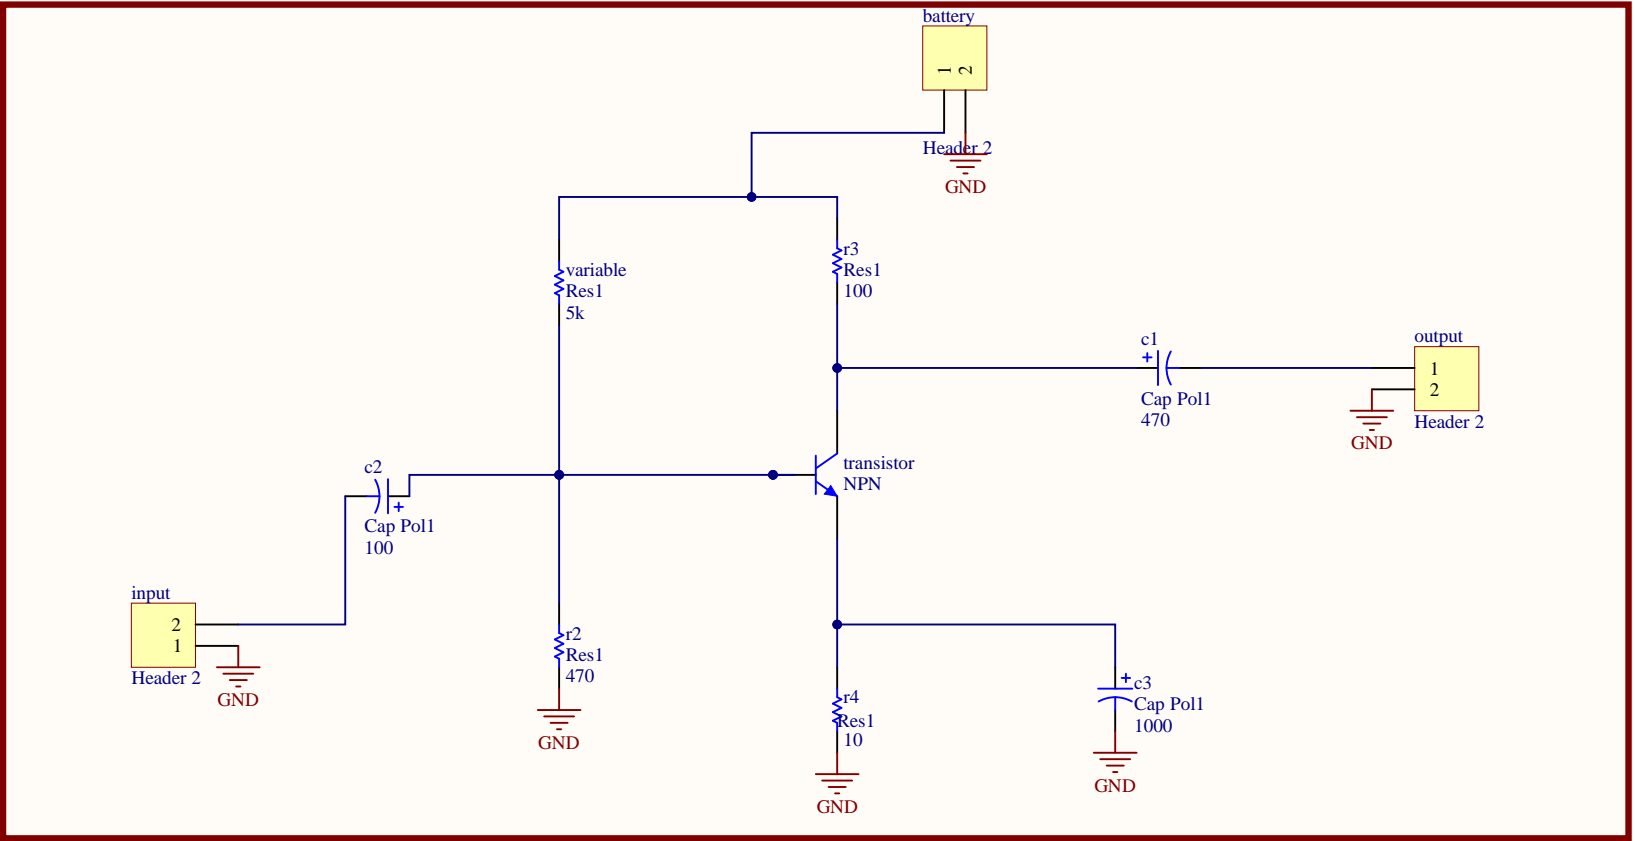 battery
1
2
Header 2
GND
variable
Res1
5k
r3
Res1
100
c1
+
Cap Pol1
470
output
1
2
Header 2
GND
transistor
NPN
c2
+
Cap Pol1
100
input
2
1
Header 2
GND
r2
Res1
470
GND
r4
Res1
10
GND
+
c3
Cap Pol1
1000
GND